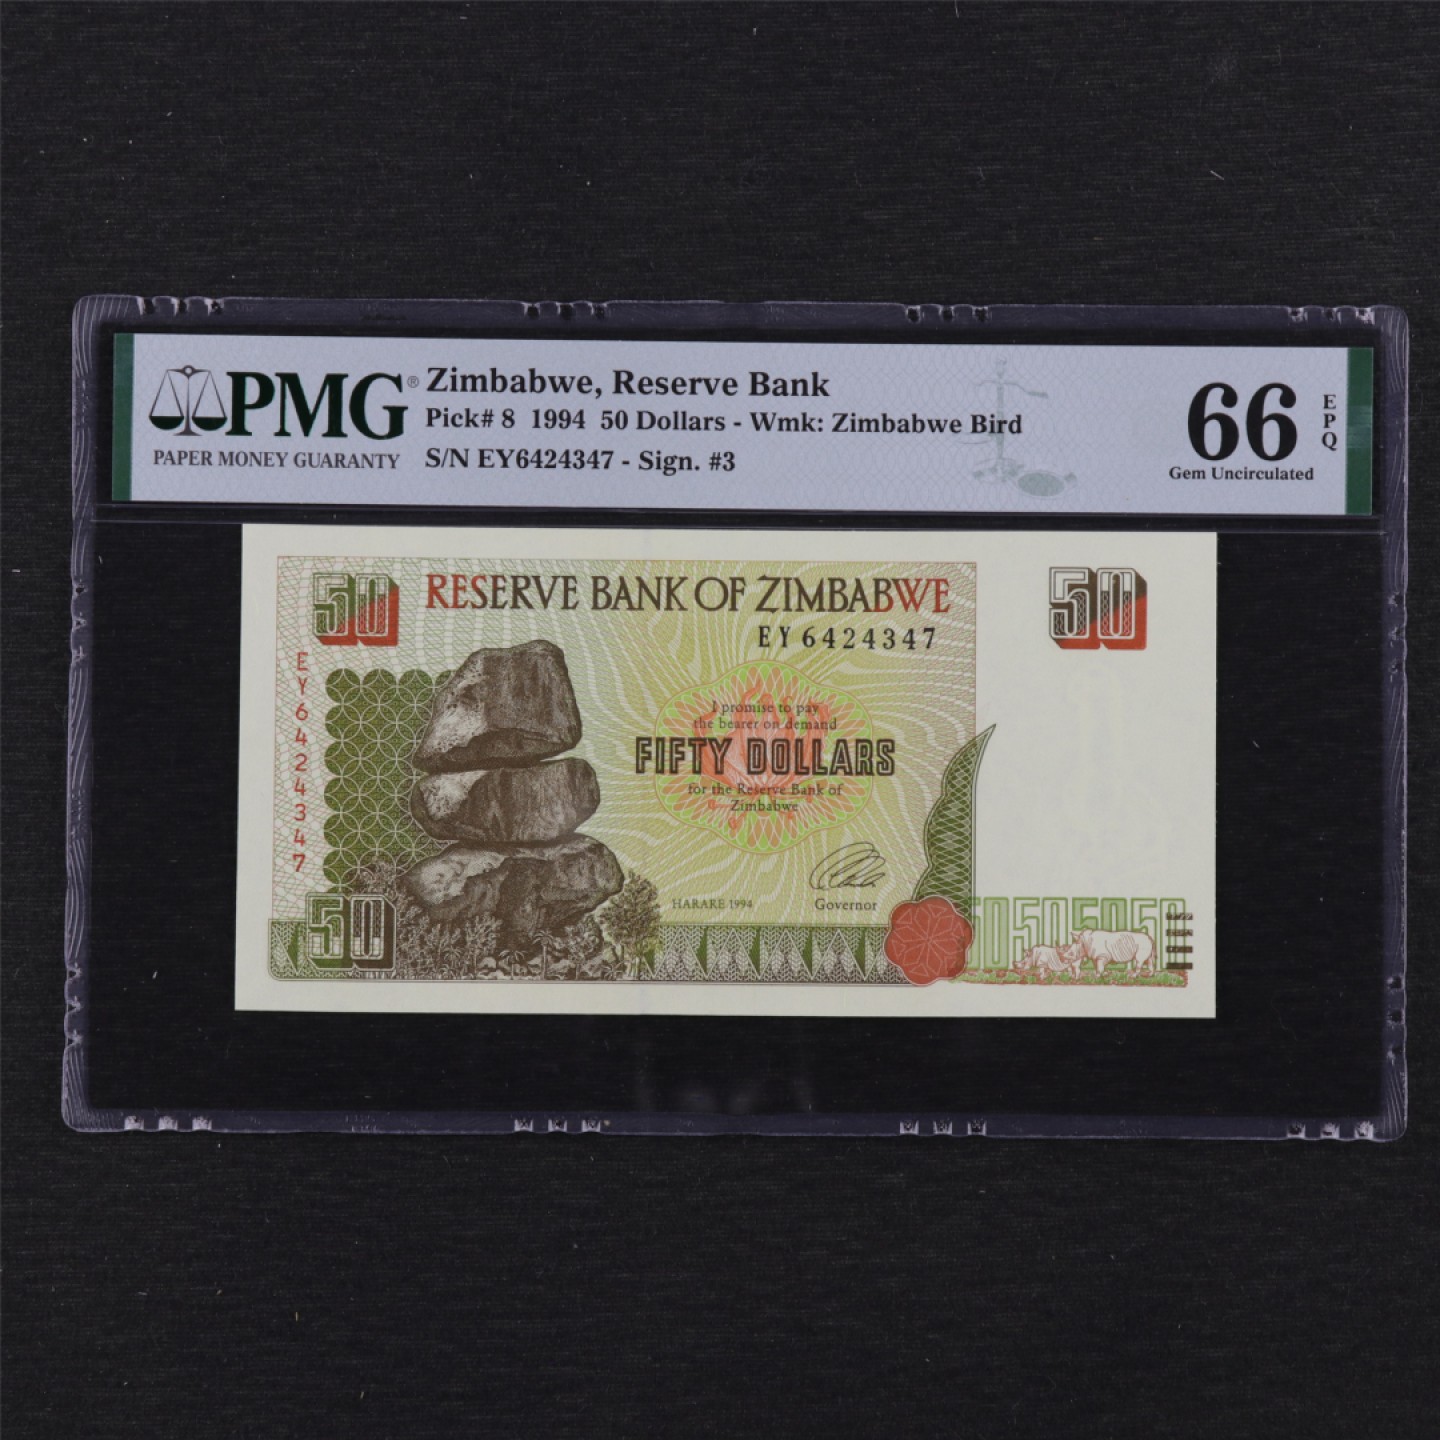 PMG®
PAPER MONEY GUARANTY
Zimbabwe, Reserve Bank
Pick# 8 1994 50 Dollars - Wmk: Zimbabwe Bird
S/N EY6424347 - Sign. #3
66
EPQ
Gem Uncirculated
50
RESERVE BANK OF ZIMBABWE
50
EY6424347
EY6424347
I promise to pay
the bearer on demand
FIFTY DOLLARS
for the Reserve Bank of
Zimbabwe
HARARE 1994
Governor
50
50505050